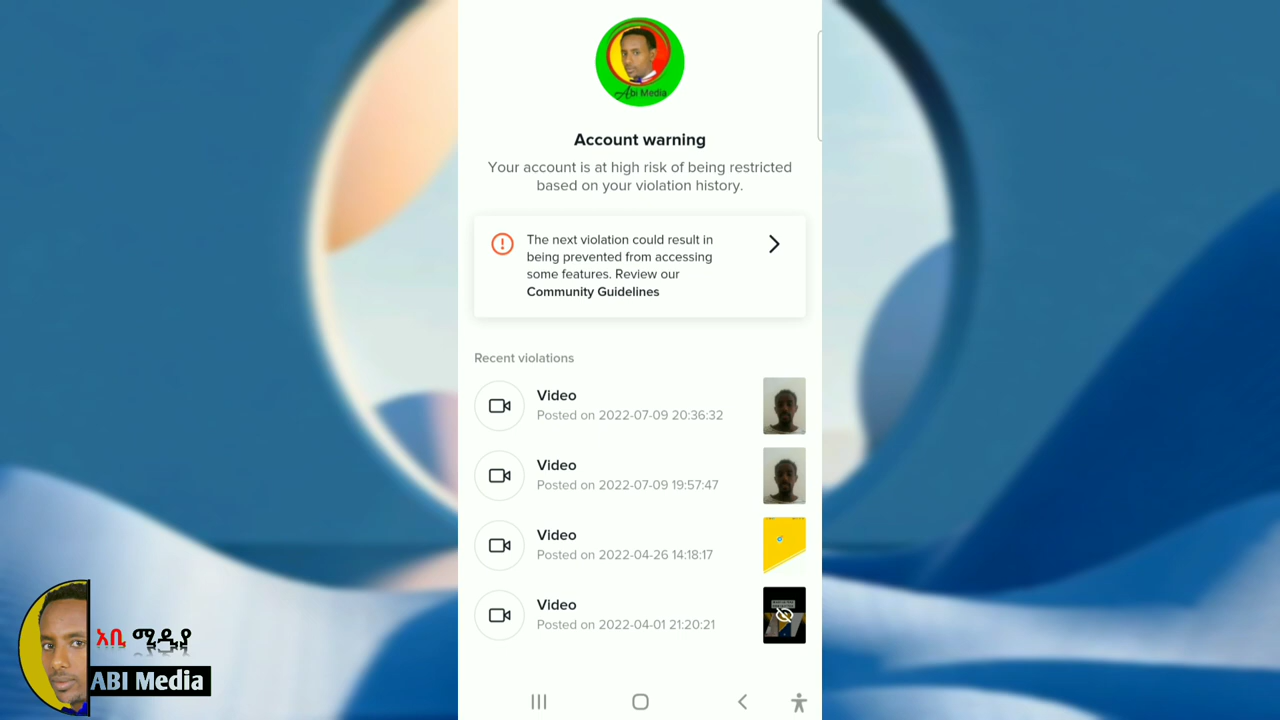 Abi Media
Account warning
Your account is at high risk of being restricted
based on your violation history.
The next violation could result in
being prevented from accessing
some features. Review our
Community Guidelines
Recent violations
Video
Posted on 2022-07-09 20:36:32
Video
Posted on 2022-07-09 19:57:47
Video
Posted on 2022-04-26 14:18:17
Video
Posted on 2022-04-01 21:20:21
አቢ ሚዲያ
ABI Media